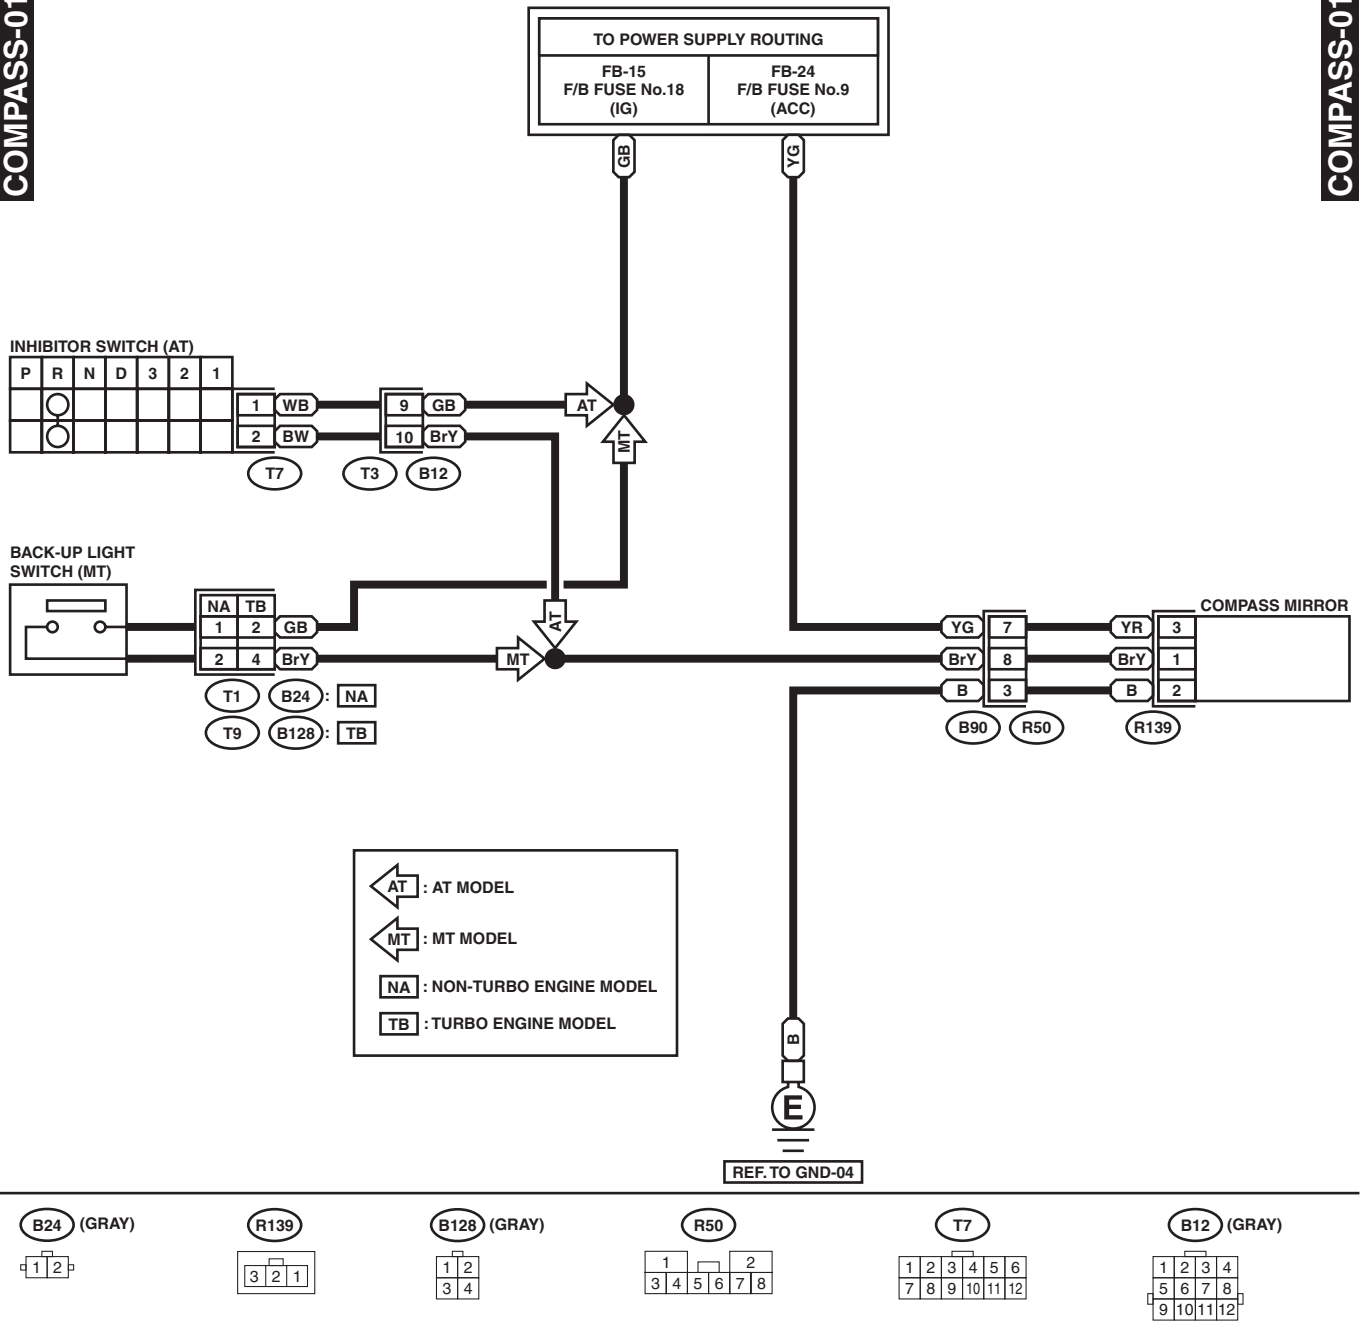 COMPASS-01
COMPASS-01
TO POWER SUPPLY ROUTING
FB-15
F/B FUSE No.18
(IG)
FB-24
F/B FUSE No.9
(ACC)
GB
YG
INHIBITOR SWITCH (AT)
P R N D 3 2 1
1 WB 9 GB AT
2 BW 10 BrY MT
T7 T3 B12
BACK-UP LIGHT
SWITCH (MT)
NA TB
1 2 GB
2 4 BrY
AT
MT
T1 B24 : NA
T9 B128 : TB
COMPASS MIRROR
YG 7 YR 3
BrY 8 BrY 1
B 3 B 2
B90 R50 R139
AT : AT MODEL
MT : MT MODEL
NA : NON-TURBO ENGINE MODEL
TB : TURBO ENGINE MODEL
B
E
REF. TO GND-04
B24 (GRAY)
1 2
R139
3 2 1
B128 (GRAY)
1 2
3 4
R50
1 2
3 4 5 6 7 8
T7
1 2 3 4 5 6
7 8 9 10 11 12
B12 (GRAY)
1 2 3 4
5 6 7 8
9 10 11 12